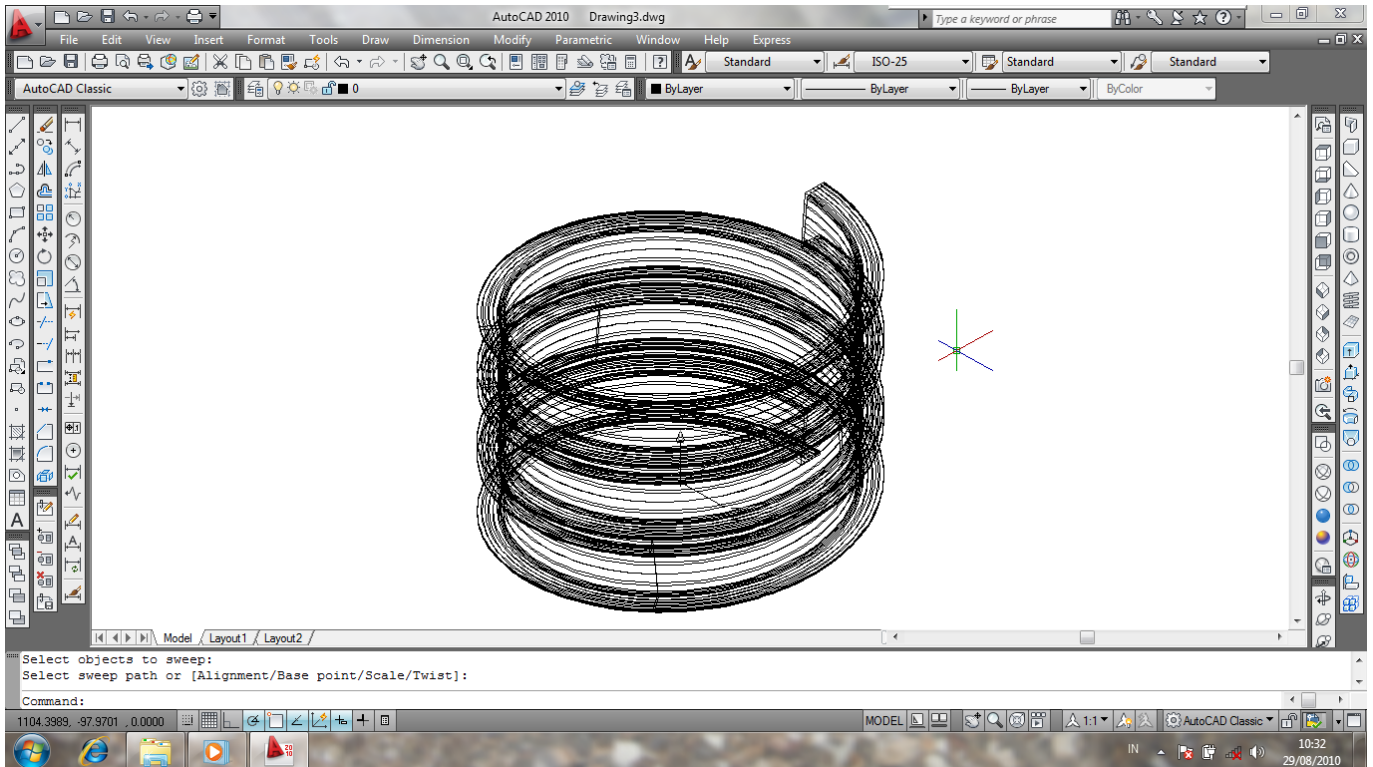 AutoCAD 2010 Drawing3.dwg
Type a keyword or phrase
File Edit View Insert Format Tools Draw Dimension Modify Parametric Window Help Express
Standard ISO-25 Standard Standard
AutoCAD Classic 0 ByLayer ByLayer ByLayer ByColor
A
Model Layout1 Layout2
Select objects to sweep:
Select sweep path or [Alignment/Base point/Scale/Twist]:
Command:
1104.3989, -97.9701 , 0.0000 MODEL 1:1 AutoCAD Classic
20
10
IN 10:32
29/08/2010